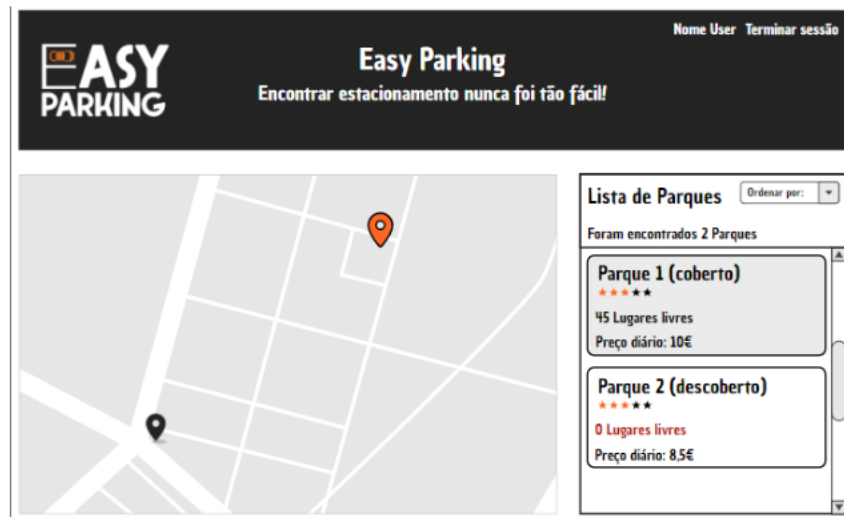 Nome User Terminar sessão
EASY
PARKING
Easy Parking
Encontrar estacionamento nunca foi tão fácil!
Lista de Parques
Ordenar por:
Foram encontrados 2 Parques
Parque 1 (coberto)
45 Lugares livres
Preço diário: 10€
Parque 2 (descoberto)
0 Lugares livres
Preço diário: 8,5€